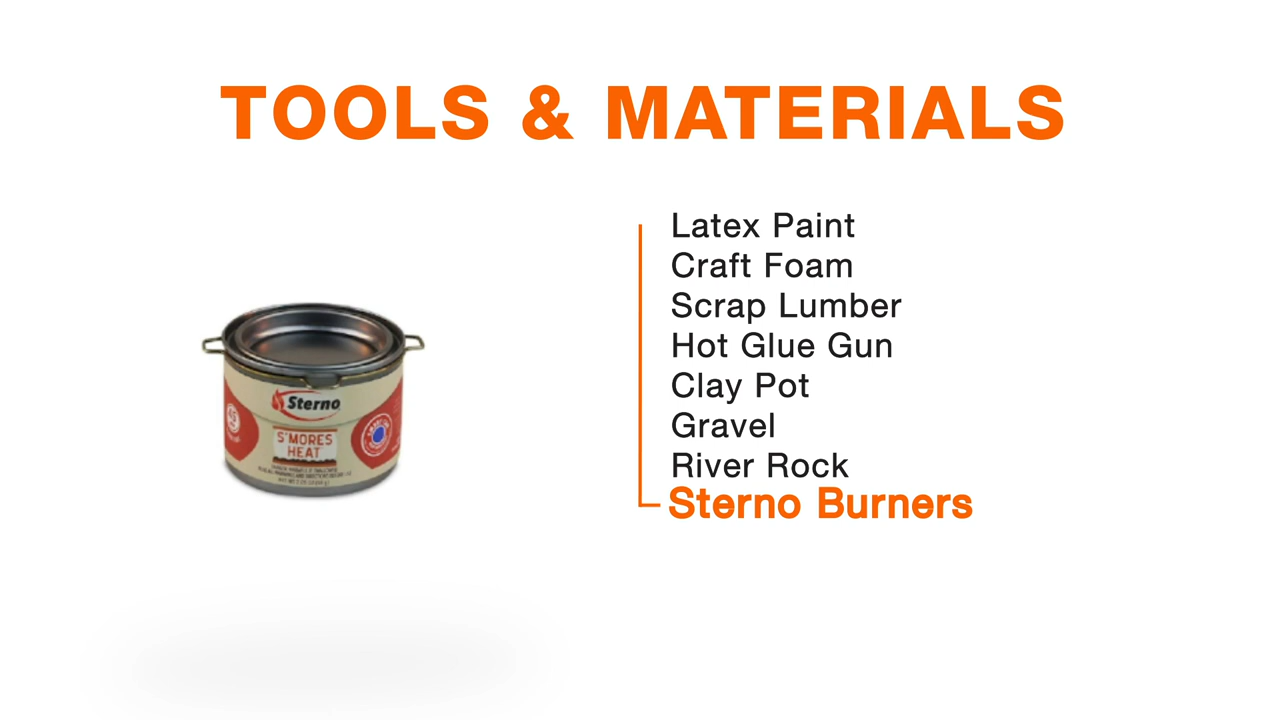 TOOLS & MATERIALS
Latex Paint
Craft Foam
Scrap Lumber
Hot Glue Gun
Clay Pot
Gravel
River Rock
Sterno Burners
Sterno
S'MORES
HEAT